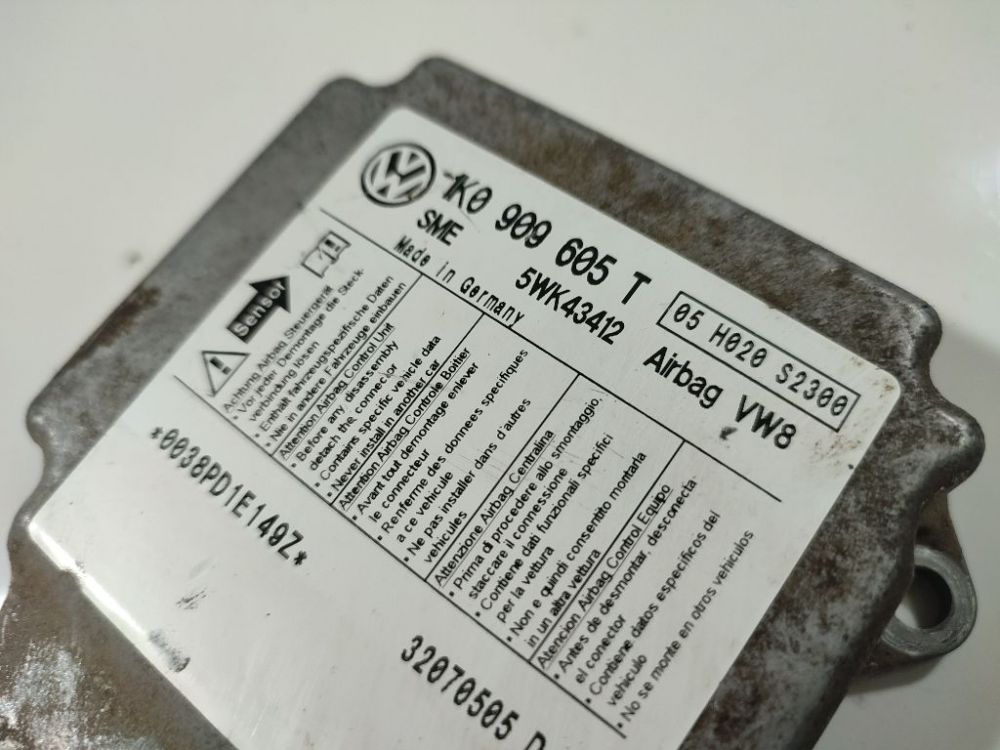 VW
1K0 909 605 T
SME
5WK43412
05 H020 S2300
Made in Germany
Airbag VW8
Sensor
Achtung Airbag Steuergerät
• Vor jeder Demontage die Steck-
verbindung lösen
• Enthält fahrzeugspezifische Daten
• Nie in andere Fahrzeuge einbauen
Attention Airbag Control Unit
• Before any disassembly
detach the connector
• Contains specific vehicle data
• Never install in another car
Attention Airbag Controle Boitier
• Avant tout demontage enlever
le connecteur
• Renferme des donnees specifiques
a ce vehicule
• Ne pas installer dans d'autres
vehicules
Attenzione Airbag Centralina
• Prima di procedere allo smontaggio,
staccare il connessione
• Contiene dati funzionali specifici
per la vettura
• Non e quindi consentito montarla
in un altra vettura
Atencion Airbag Control Equipo
• Antes de desmontar, desconecta
el conector
• Contiene datos especificos del
vehiculo
• No se monte en otros vehiculos
*0038PD1E149Z*
32070505 D